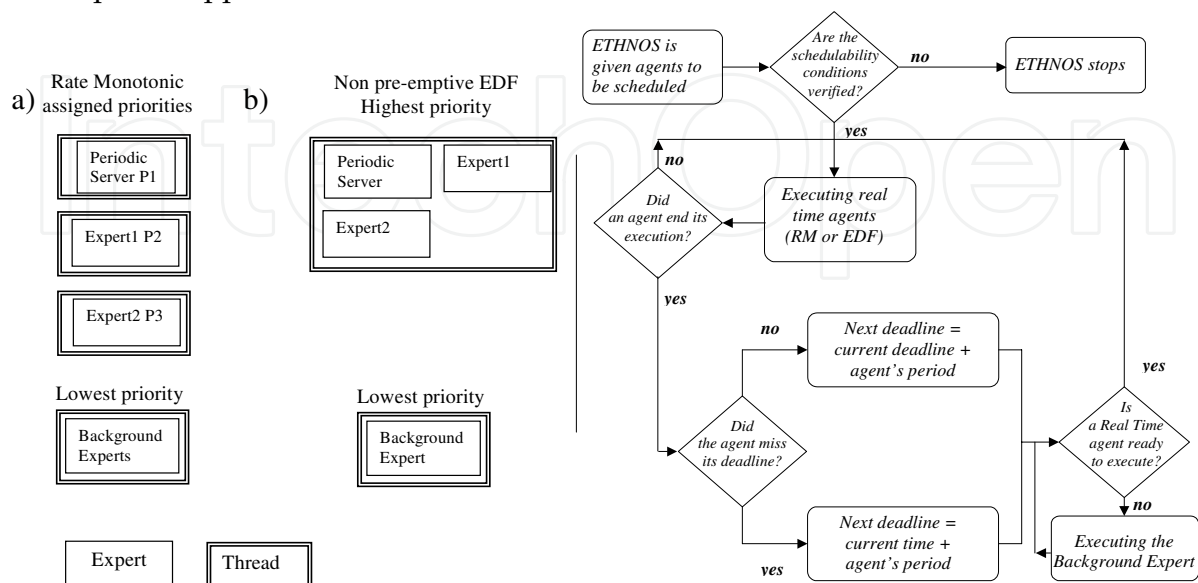 a)
Rate Monotonic
assigned priorities
Periodic
Server P1
Expert1 P2
Expert2 P3
Lowest priority
Background
Experts
Expert
Thread
b)
Non pre-emptive EDF
Highest priority
Periodic
Server
Expert1
Expert2
Lowest priority
Background
Expert
ETHNOS is
given agents to
be scheduled
Are the
schedulability
conditions
verified?
no
ETHNOS stops
yes
Executing real
time agents
(RM or EDF)
Did
an agent end its
execution?
no
yes
Did
the agent miss
its deadline?
no
Next deadline =
current deadline +
agent's period
yes
Next deadline =
current time +
agent's period
Is
a Real Time
agent ready
to execute?
yes
no
Executing the
Background Expert
IntechOpen